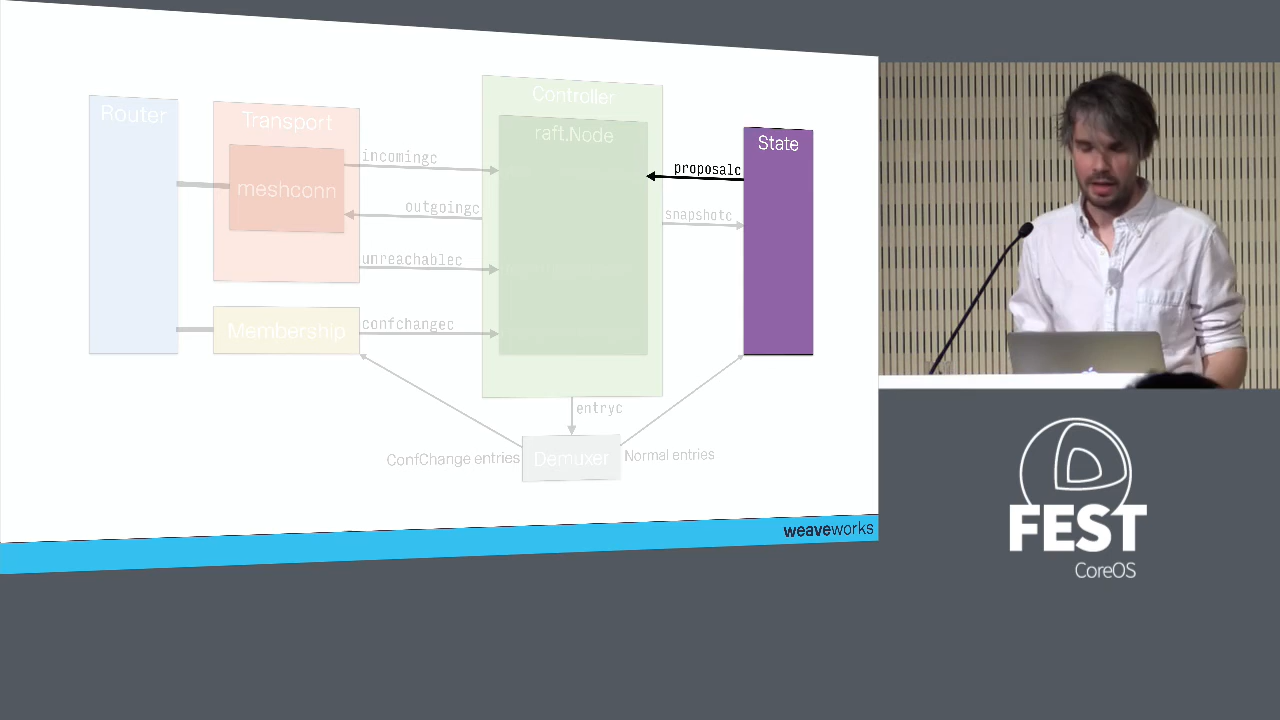 Router
Transport
meshconn
Membership
incomingc
outgoingc
unreachablec
confchangec
Controller
raft.Node
proposalc
snapshotc
State
entryc
ConfChange entries
Demuxer
Normal entries
weaveworks
FEST
CoreOS